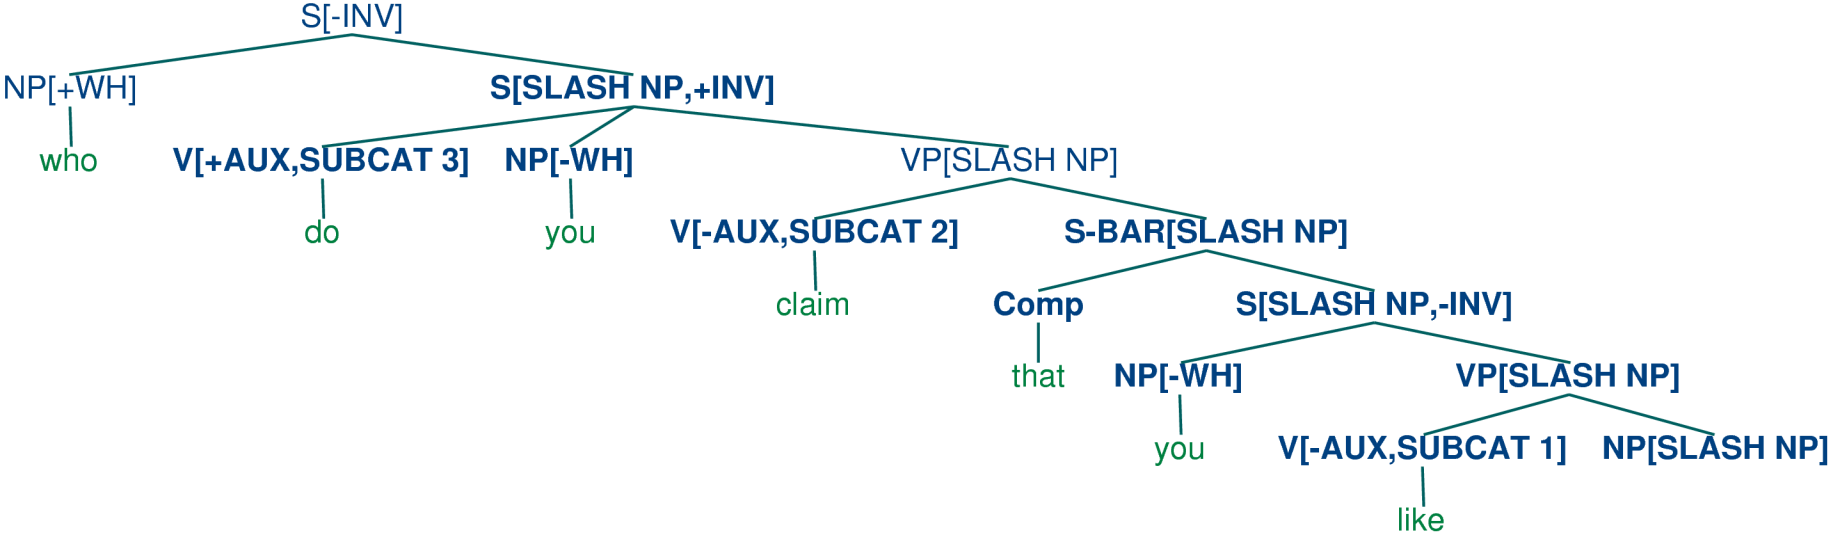 S[-INV]
NP[+WH] S[SLASH NP,+INV]
who V[+AUX,SUBCAT 3] NP[-WH] VP[SLASH NP]
do you V[-AUX,SUBCAT 2] S-BAR[SLASH NP]
claim Comp S[SLASH NP,-INV]
that NP[-WH] VP[SLASH NP]
you V[-AUX,SUBCAT 1] NP[SLASH NP]
like